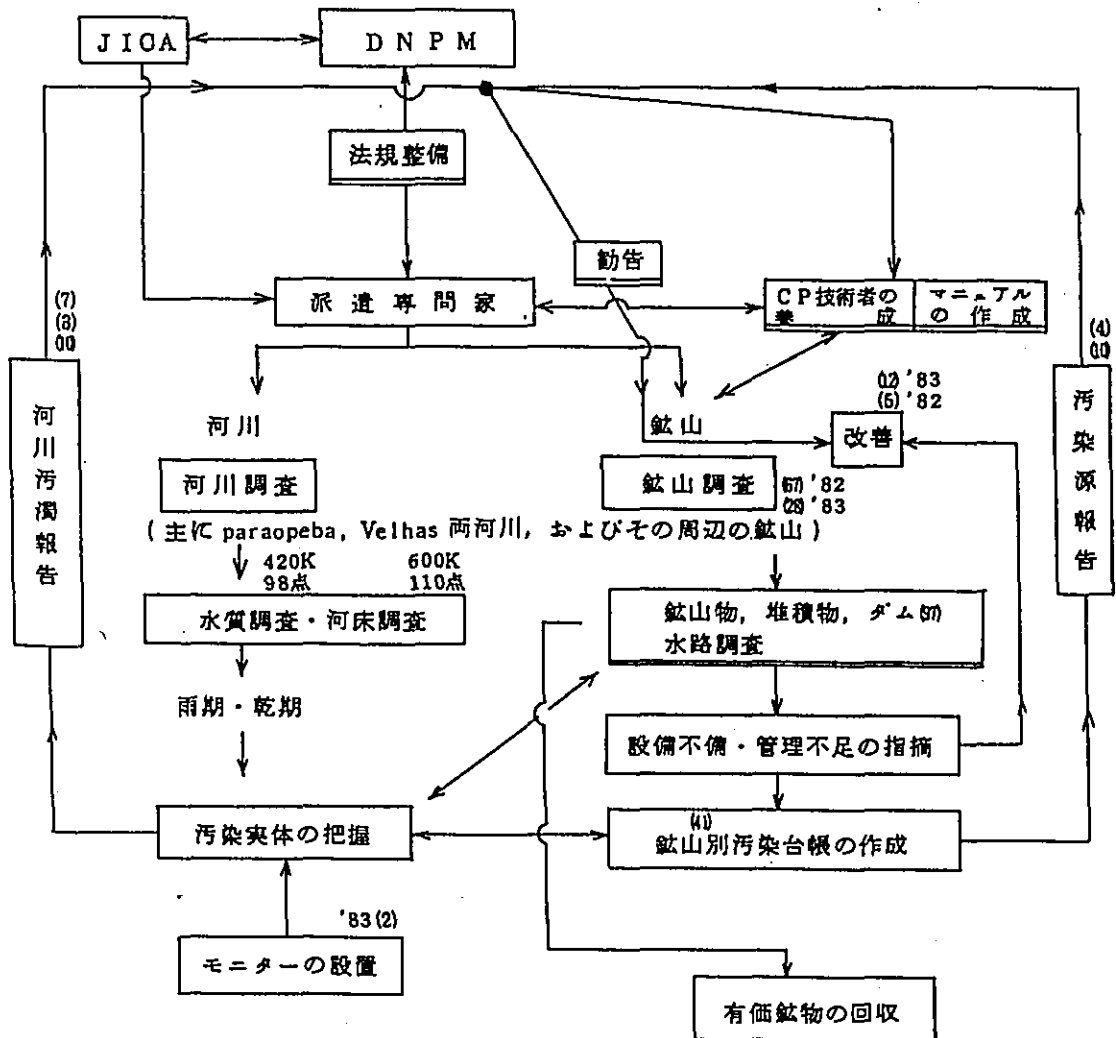 JICA
DNPM
法規整備
勧告
派遣専門家
CP技術者の
養成
マニュアル
の作成
(7)
(3)
(10)
(4)
(10)
河川汚濁報告
汚染源報告
河川
鉱山
(12) '83
(5) '82
改善
河川調査
鉱山調査
(57) '82
(28) '83
(主に paraopeba, Velhas 両河川, およびその周辺の鉱山)
420K
98点
600K
110点
水質調査・河床調査
鉱山物, 堆積物, ダム(37)
水路調査
雨期・乾期
設備不備・管理不足の指摘
汚染実体の把握
(41)
鉱山別汚染台帳の作成
'83 (2)
モニターの設置
有価鉱物の回収